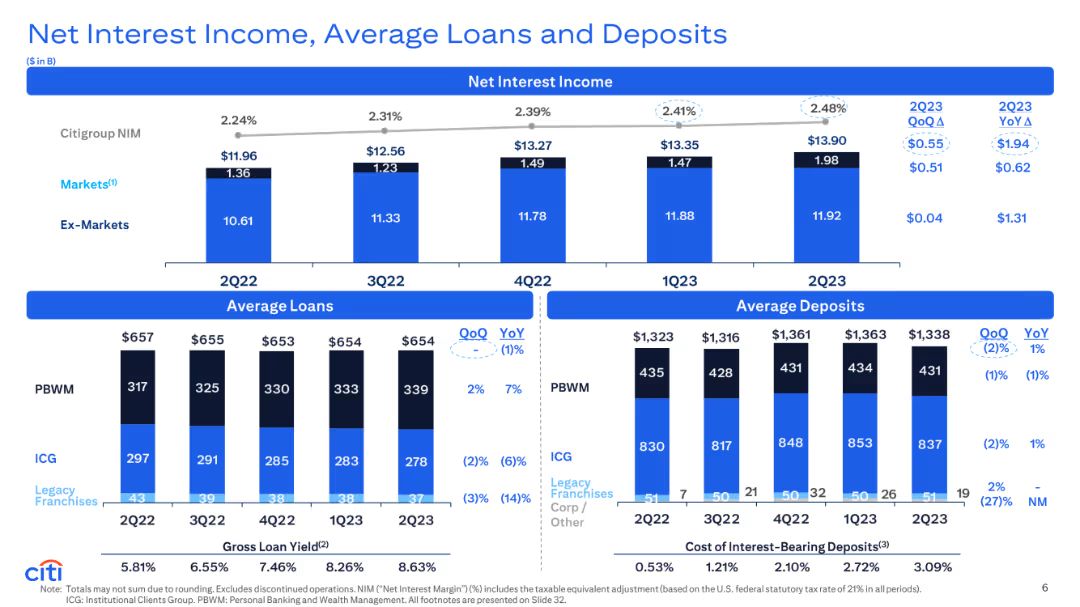 Net Interest Income, Average Loans and Deposits
($ in B)
Net Interest Income
2.24% 2.31% 2.39% 2.41% 2.48% 2Q23 2Q23
QoQ Δ YoY Δ
Citigroup NIM
$11.96 $12.56 $13.27 $13.35 $13.90 $0.55 $1.94
Markets(1) 1.36 1.23 1.49 1.47 1.98 $0.51 $0.62
Ex-Markets 10.61 11.33 11.78 11.88 11.92 $0.04 $1.31
2Q22 3Q22 4Q22 1Q23 2Q23
Average Loans
QoQ YoY
$657 $655 $653 $654 $654 - (1)%
PBWM 317 325 330 333 339 2% 7%
ICG 297 291 285 283 278 (2)% (6)%
Legacy
Franchises 43 39 38 38 37 (3)% (14)%
2Q22 3Q22 4Q22 1Q23 2Q23
Gross Loan Yield(2)
5.81% 6.55% 7.46% 8.26% 8.63%
Average Deposits
QoQ YoY
$1,323 $1,316 $1,361 $1,363 $1,338 (2)% 1%
PBWM 435 428 431 434 431 (1)% (1)%
ICG 830 817 848 853 837 (2)% 1%
Legacy
Franchises 51 50 50 50 51 2% -
Corp /
Other 7 21 32 26 19 (27)% NM
2Q22 3Q22 4Q22 1Q23 2Q23
Cost of Interest-Bearing Deposits(3)
0.53% 1.21% 2.10% 2.72% 3.09%
citi
Note: Totals may not sum due to rounding. Excludes discontinued operations. NIM ("Net Interest Margin") (%) includes the taxable equivalent adjustment (based on the U.S. federal statutory tax rate of 21% in all periods).
ICG: Institutional Clients Group. PBWM: Personal Banking and Wealth Management. All footnotes are presented on Slide 32.
6